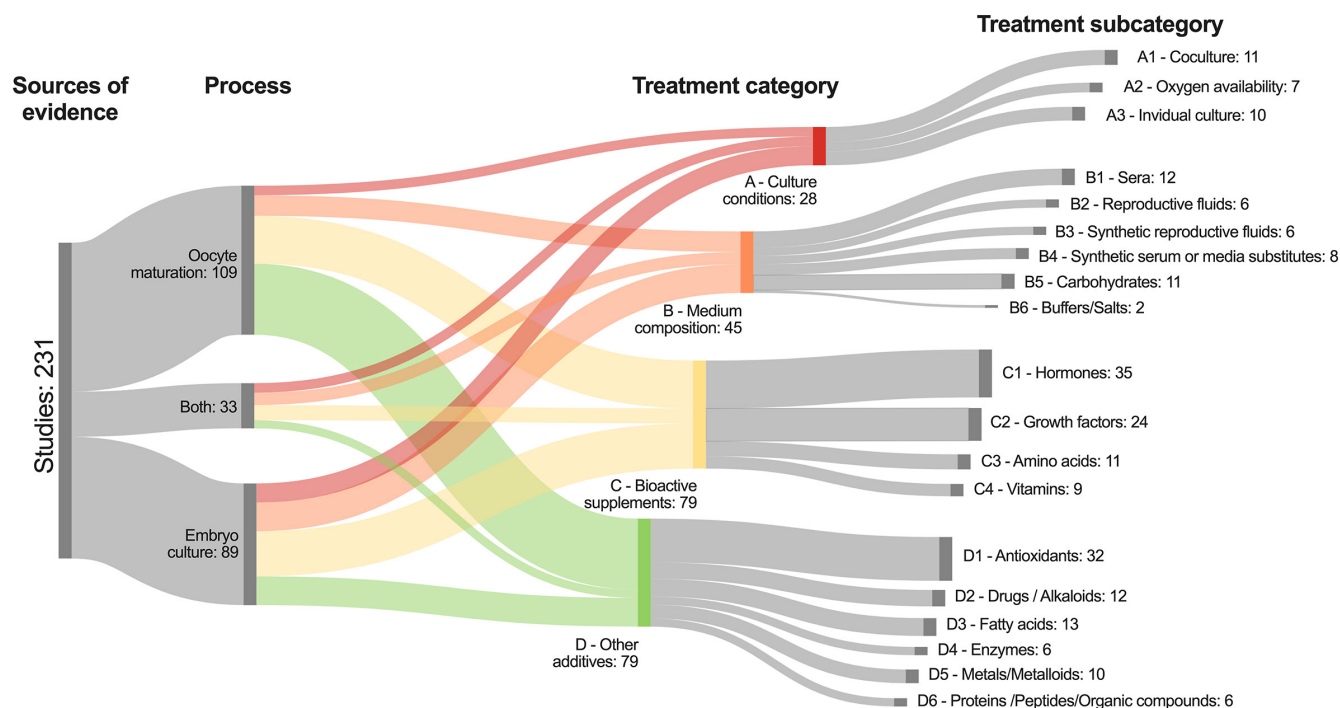 Sources of
evidence
Process
Treatment category
Treatment subcategory
Studies: 231
Oocyte
maturation: 109
Both: 33
Embryo
culture: 89
A - Culture
conditions: 28
B - Medium
composition: 45
C - Bioactive
supplements: 79
D - Other
additives: 79
A1 - Coculture: 11
A2 - Oxygen availability: 7
A3 - Invidual culture: 10
B1 - Sera: 12
B2 - Reproductive fluids: 6
B3 - Synthetic reproductive fluids: 6
B4 - Synthetic serum or media substitutes: 8
B5 - Carbohydrates: 11
B6 - Buffers/Salts: 2
C1 - Hormones: 35
C2 - Growth factors: 24
C3 - Amino acids: 11
C4 - Vitamins: 9
D1 - Antioxidants: 32
D2 - Drugs / Alkaloids: 12
D3 - Fatty acids: 13
D4 - Enzymes: 6
D5 - Metals/Metalloids: 10
D6 - Proteins /Peptides/Organic compounds: 6